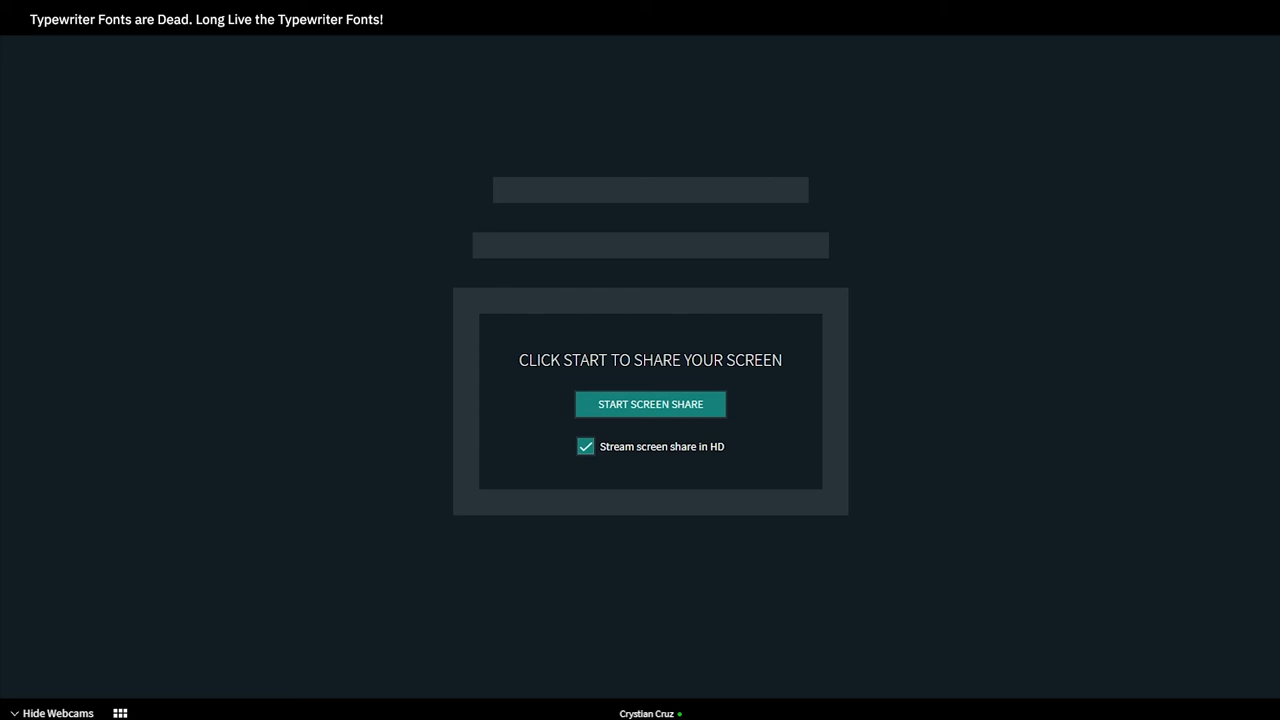 Typewriter Fonts are Dead. Long Live the Typewriter Fonts!
CLICK START TO SHARE YOUR SCREEN
START SCREEN SHARE
Stream screen share in HD
Hide Webcams
Crystian Cruz